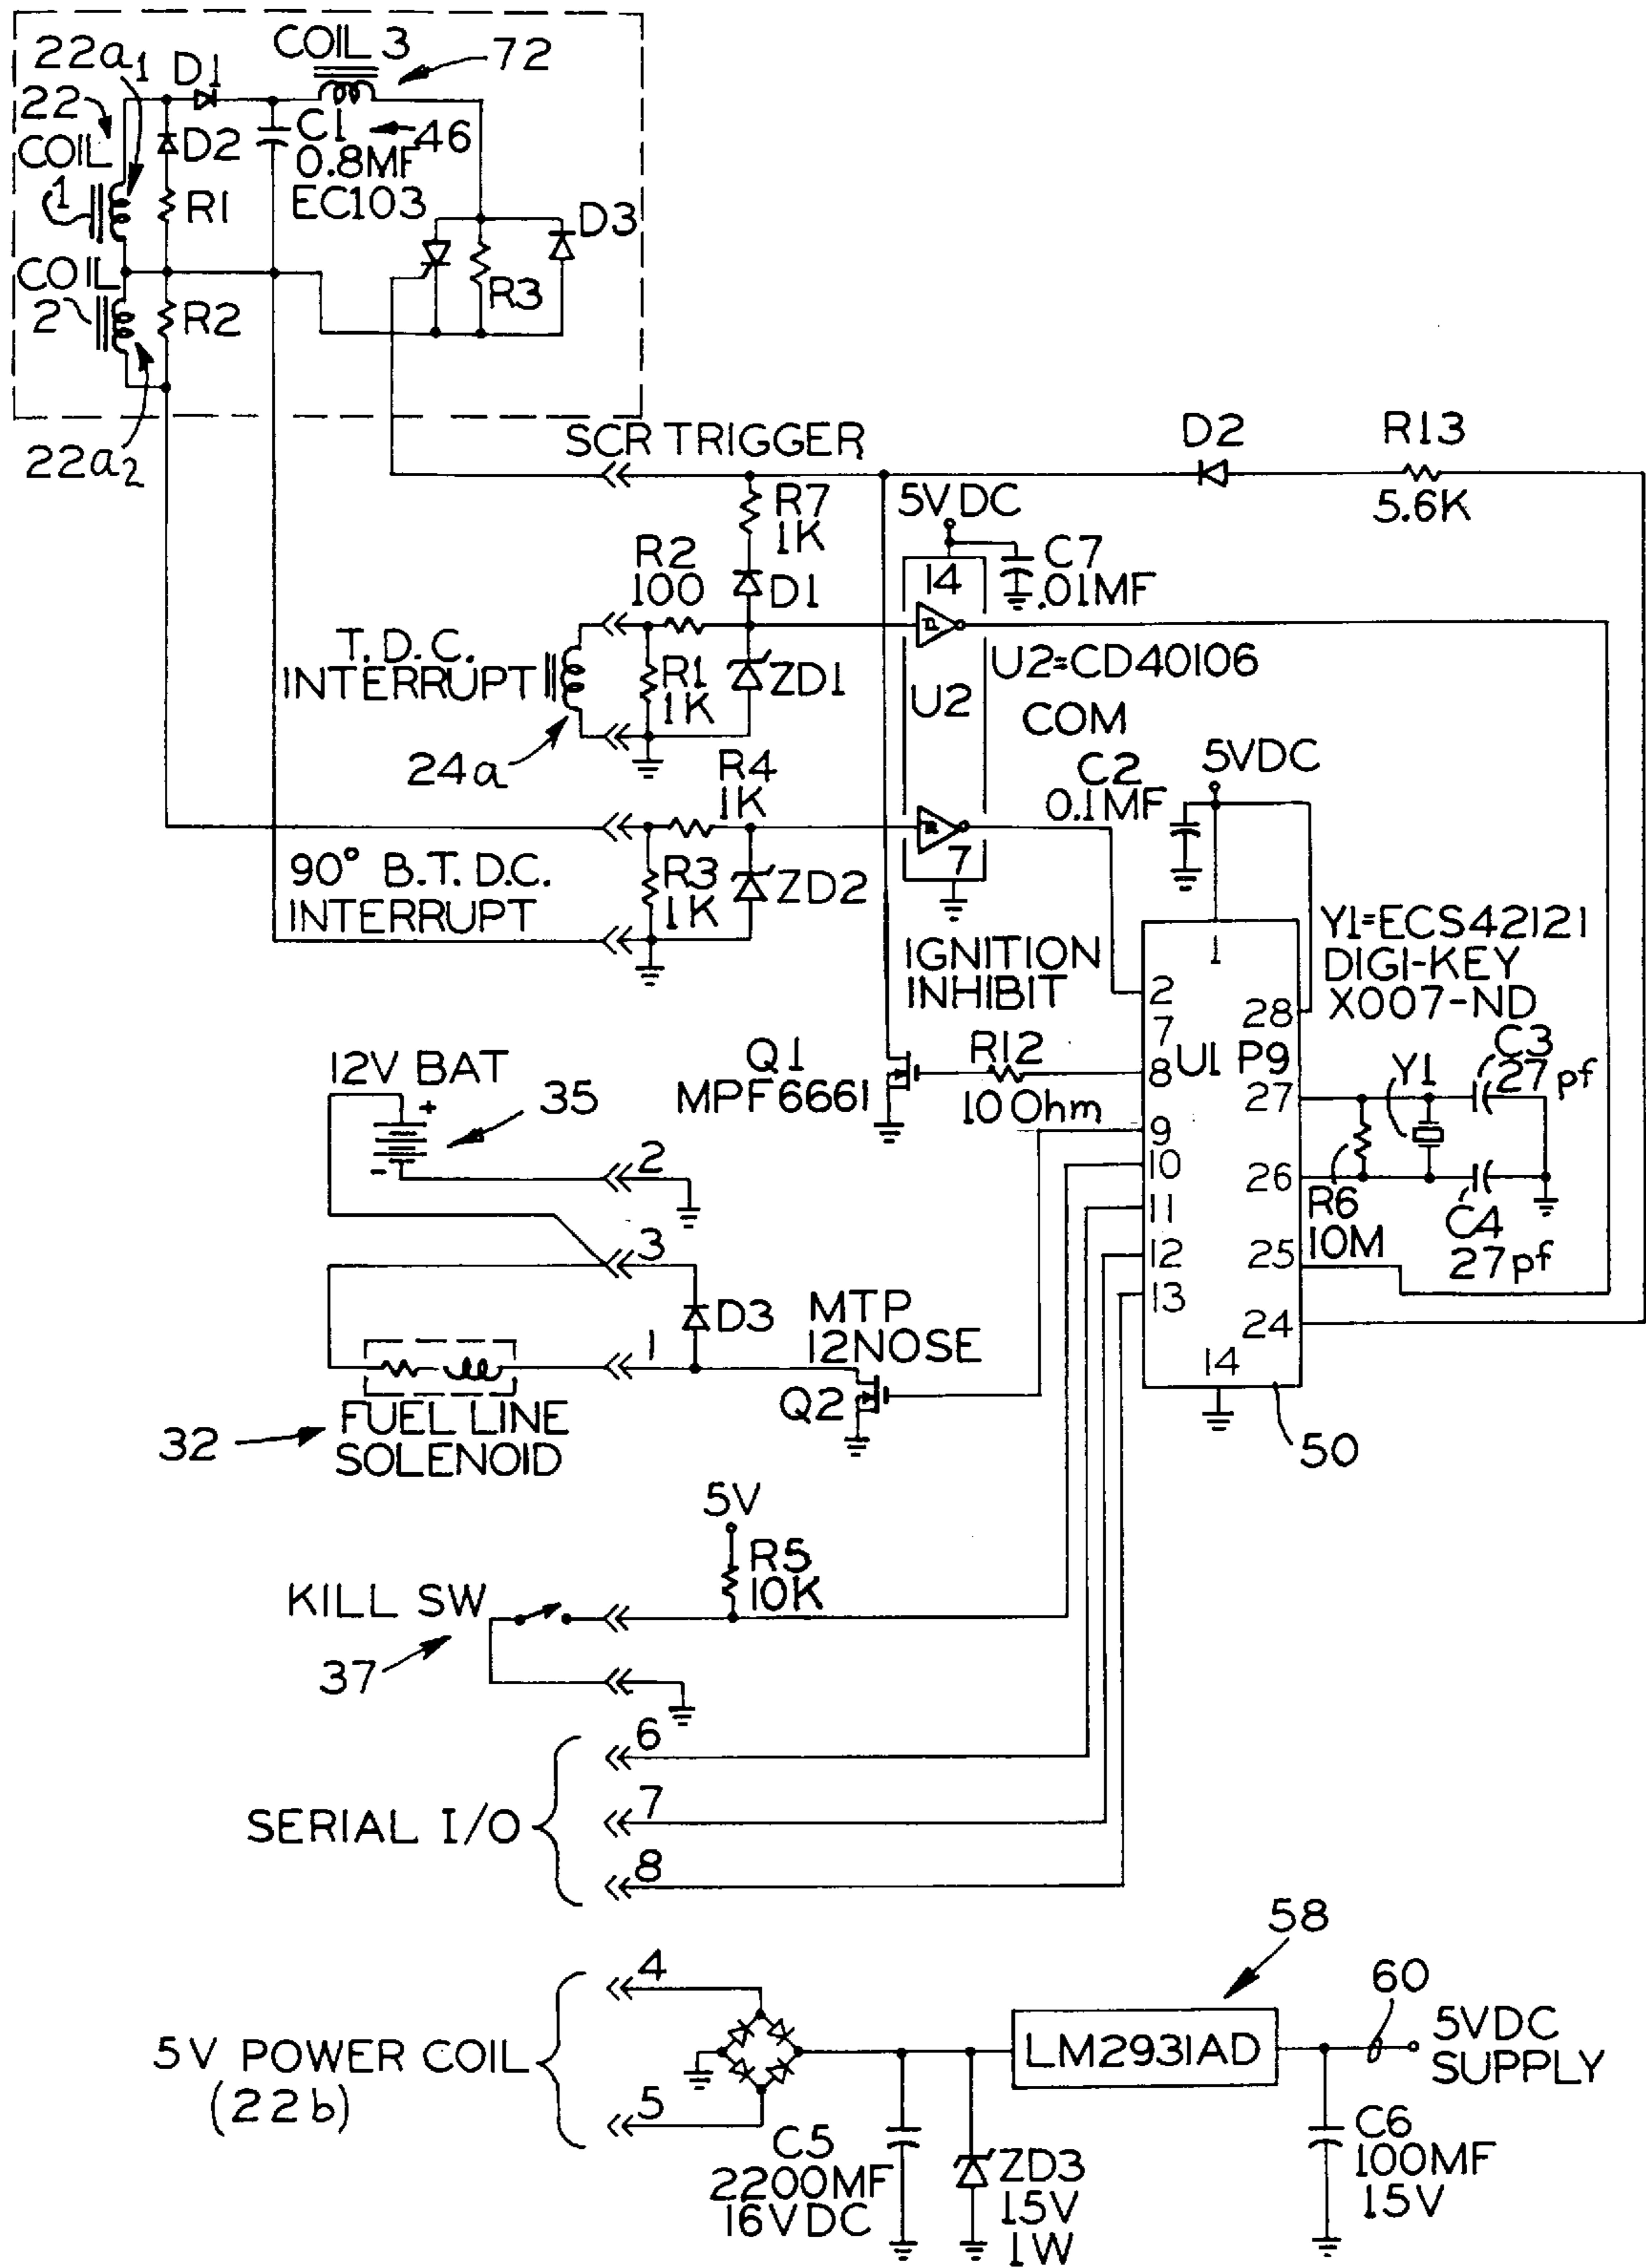 COIL 3
72
22a1
D1
22
COIL
1
D2
C1
46
0.8MF
EC103
R1
D3
COIL
2
R2
R3
22a2
SCR TRIGGER
D2
R13
5.6K
R7
1K
5VDC
C7
.01MF
R2
100
D1
14
T.D.C.
INTERRUPT
R1
1K
ZD1
U2
U2=CD40106
COM
24a
R4
1K
C2
0.1MF
5VDC
90° B.T.D.C.
INTERRUPT
R3
1K
ZD2
7
IGNITION
INHIBIT
Y1=ECS42121
DIGI-KEY
X007-ND
1
2
28
7
8
U1 P9
27
9
10
26
11
12
25
13
24
14
50
Q1
MPF6661
R12
10 Ohm
Y1
C3
27pf
R6
10M
C4
27pf
12V BAT
+
-
35
2
3
D3
1
MTP
12NOSE
Q2
32
FUEL LINE
SOLENOID
5V
R5
10K
KILL SW
37
6
SERIAL I/O
7
8
58
4
60
5V POWER COIL
(22b)
LM2931AD
5VDC
SUPPLY
5
C5
2200MF
16VDC
ZD3
15V
1W
C6
100MF
15V